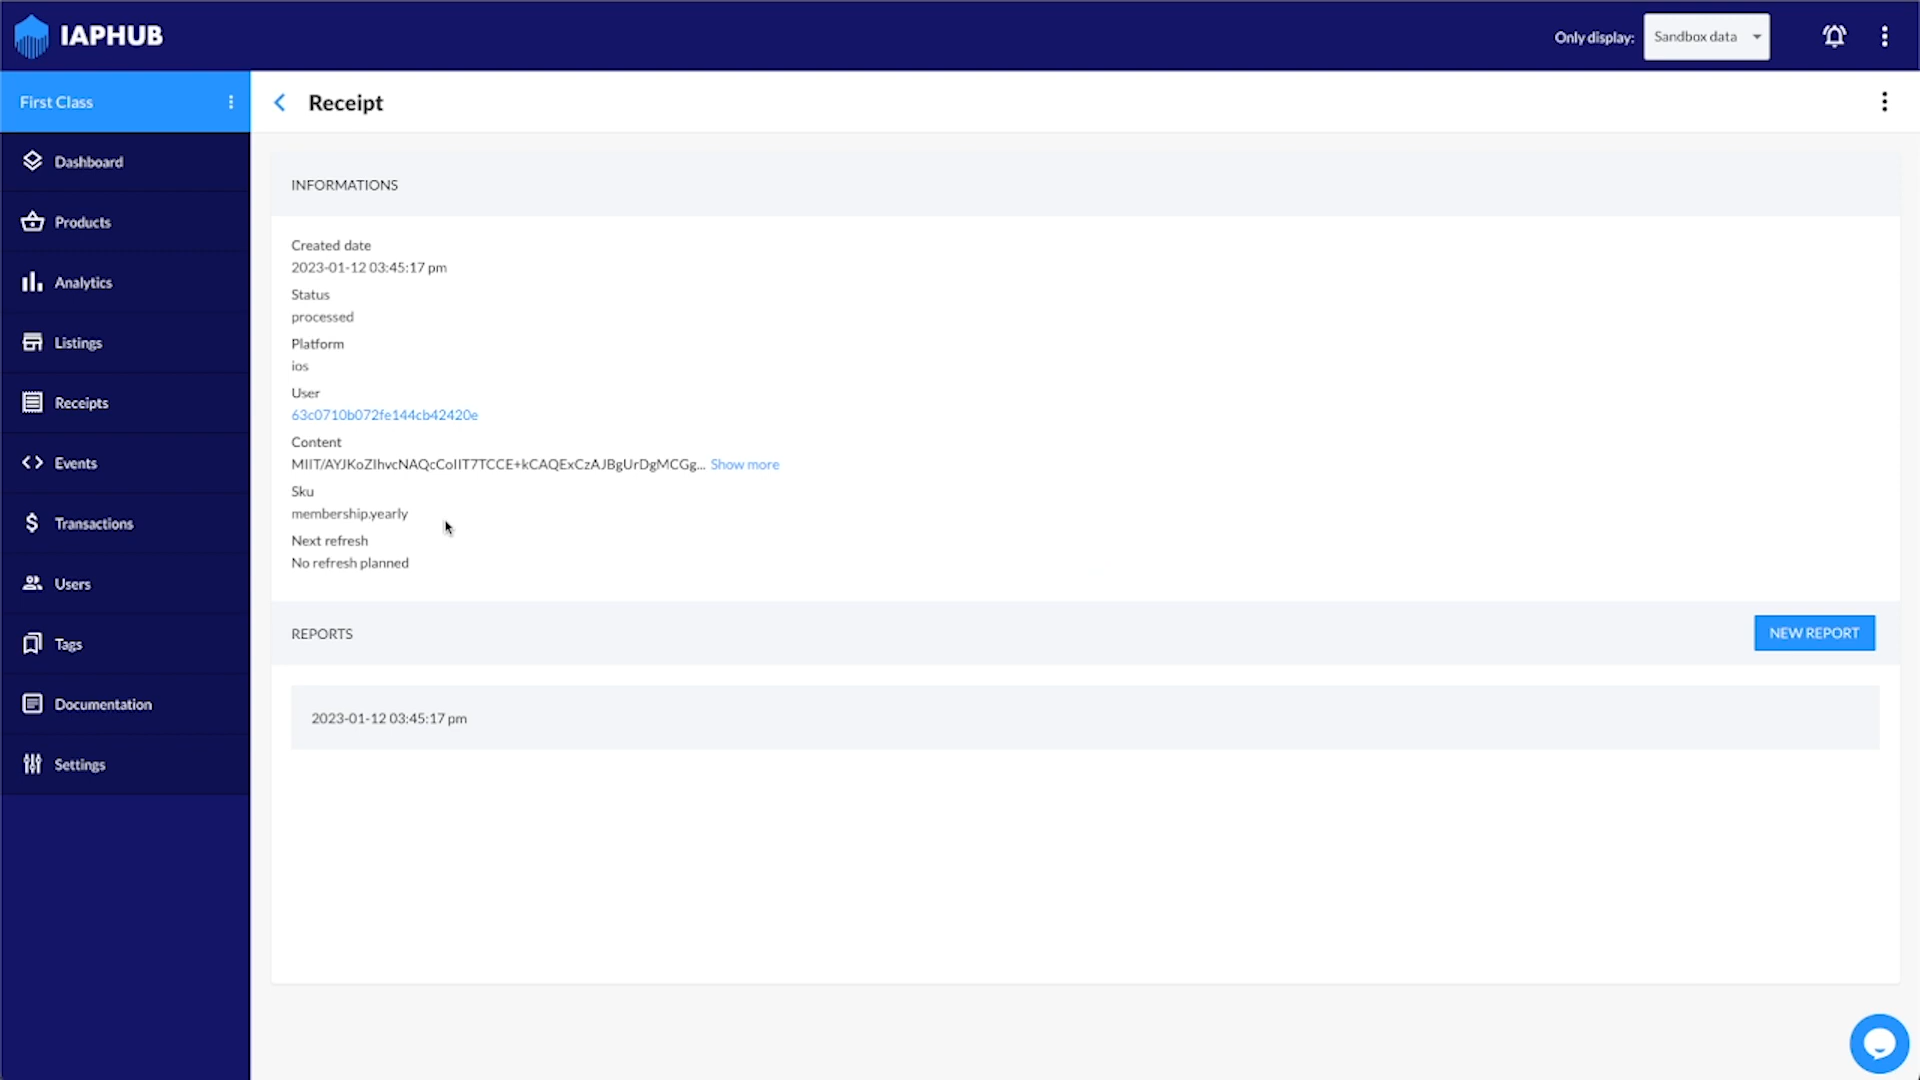 IAPHUB
Only display:
Sandbox data
First Class
Receipt
Dashboard
Products
Analytics
Listings
Receipts
Events
Transactions
Users
Tags
Documentation
Settings
INFORMATIONS
Created date
2023-01-12 03:45:17 pm
Status
processed
Platform
ios
User
63c0710b072fe144cb42420e
Content
MIIT/AYJKoZIhvcNAQcCoIIT7TCCE+kCAQExCzAJBgUrDgMCGg... Show more
Sku
membership.yearly
Next refresh
No refresh planned
REPORTS
NEW REPORT
2023-01-12 03:45:17 pm